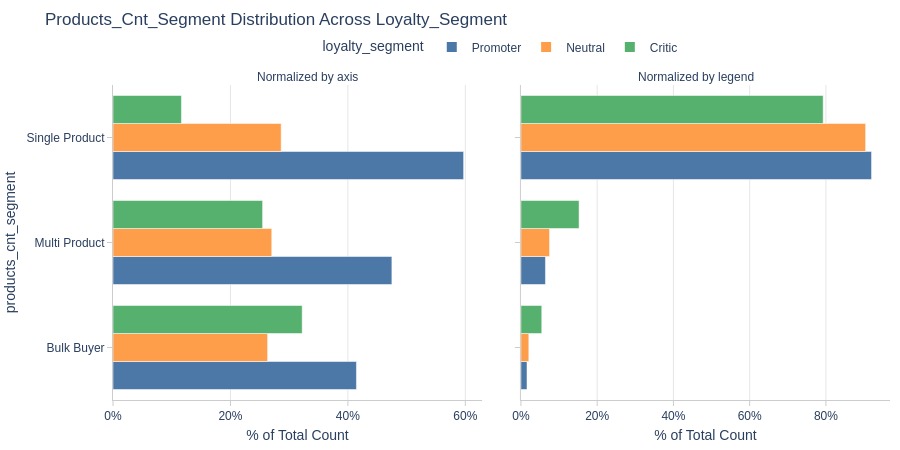 Products_Cnt_Segment Distribution Across Loyalty_Segment
loyalty_segment Promoter Neutral Critic
Normalized by axis Normalized by legend
products_cnt_segment
Single Product
Multi Product
Bulk Buyer
0% 20% 40% 60% 0% 20% 40% 60% 80%
% of Total Count % of Total Count